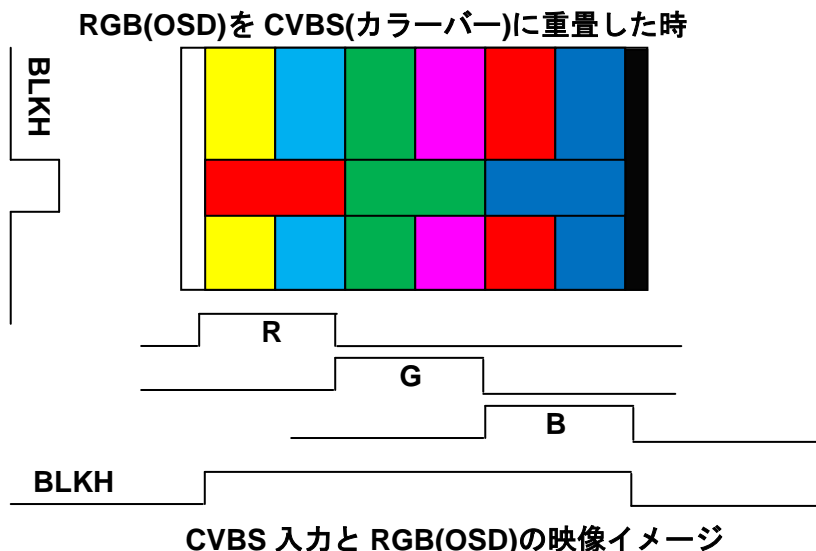 RGB(OSD)を CVBS(カラーバー)に重畳した時
BLKH
R
G
B
BLKH
CVBS 入力と RGB(OSD)の映像イメージ